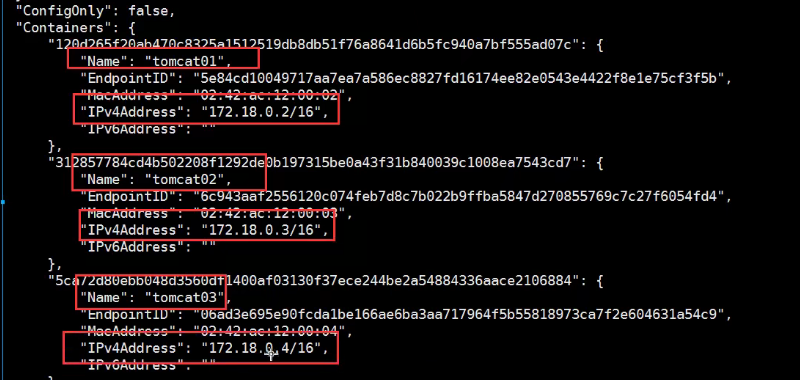 "ConfigOnly": false,
"Containers": {
"120d265f20ab470c8325a1512519db8db51f76a8641d6b5fc940a7bf555ad07c": {
"Name": "tomcat01",
"EndpointID": "5e84cd10049717aa7ea7a586ec8827fd16174ee82e0543e4422f8e1e75cf3f5b",
"MacAddress": "02:42:ac:12:00:02",
"IPv4Address": "172.18.0.2/16",
"IPv6Address": ""
},
"312857784cd4b502208f1292de0b197315be0a43f31b840039c1008ea7543cd7": {
"Name": "tomcat02",
"EndpointID": "6c943aaf2556120c074feb7d8c7b022b9ffba5847d270855769c7c27f6054fd4",
"MacAddress": "02:42:ac:12:00:03",
"IPv4Address": "172.18.0.3/16",
"IPv6Address": ""
},
"5ca72d80ebb048d3560df1400af03130f37ece244be2a54884336aace2106884": {
"Name": "tomcat03",
"EndpointID": "06ad3e695e90fcda1be166ae6ba3aa717964f5b55818973ca7f2e604631a54c9",
"MacAddress": "02:42:ac:12:00:04",
"IPv4Address": "172.18.0.4/16",
"IPv6Address": ""
}